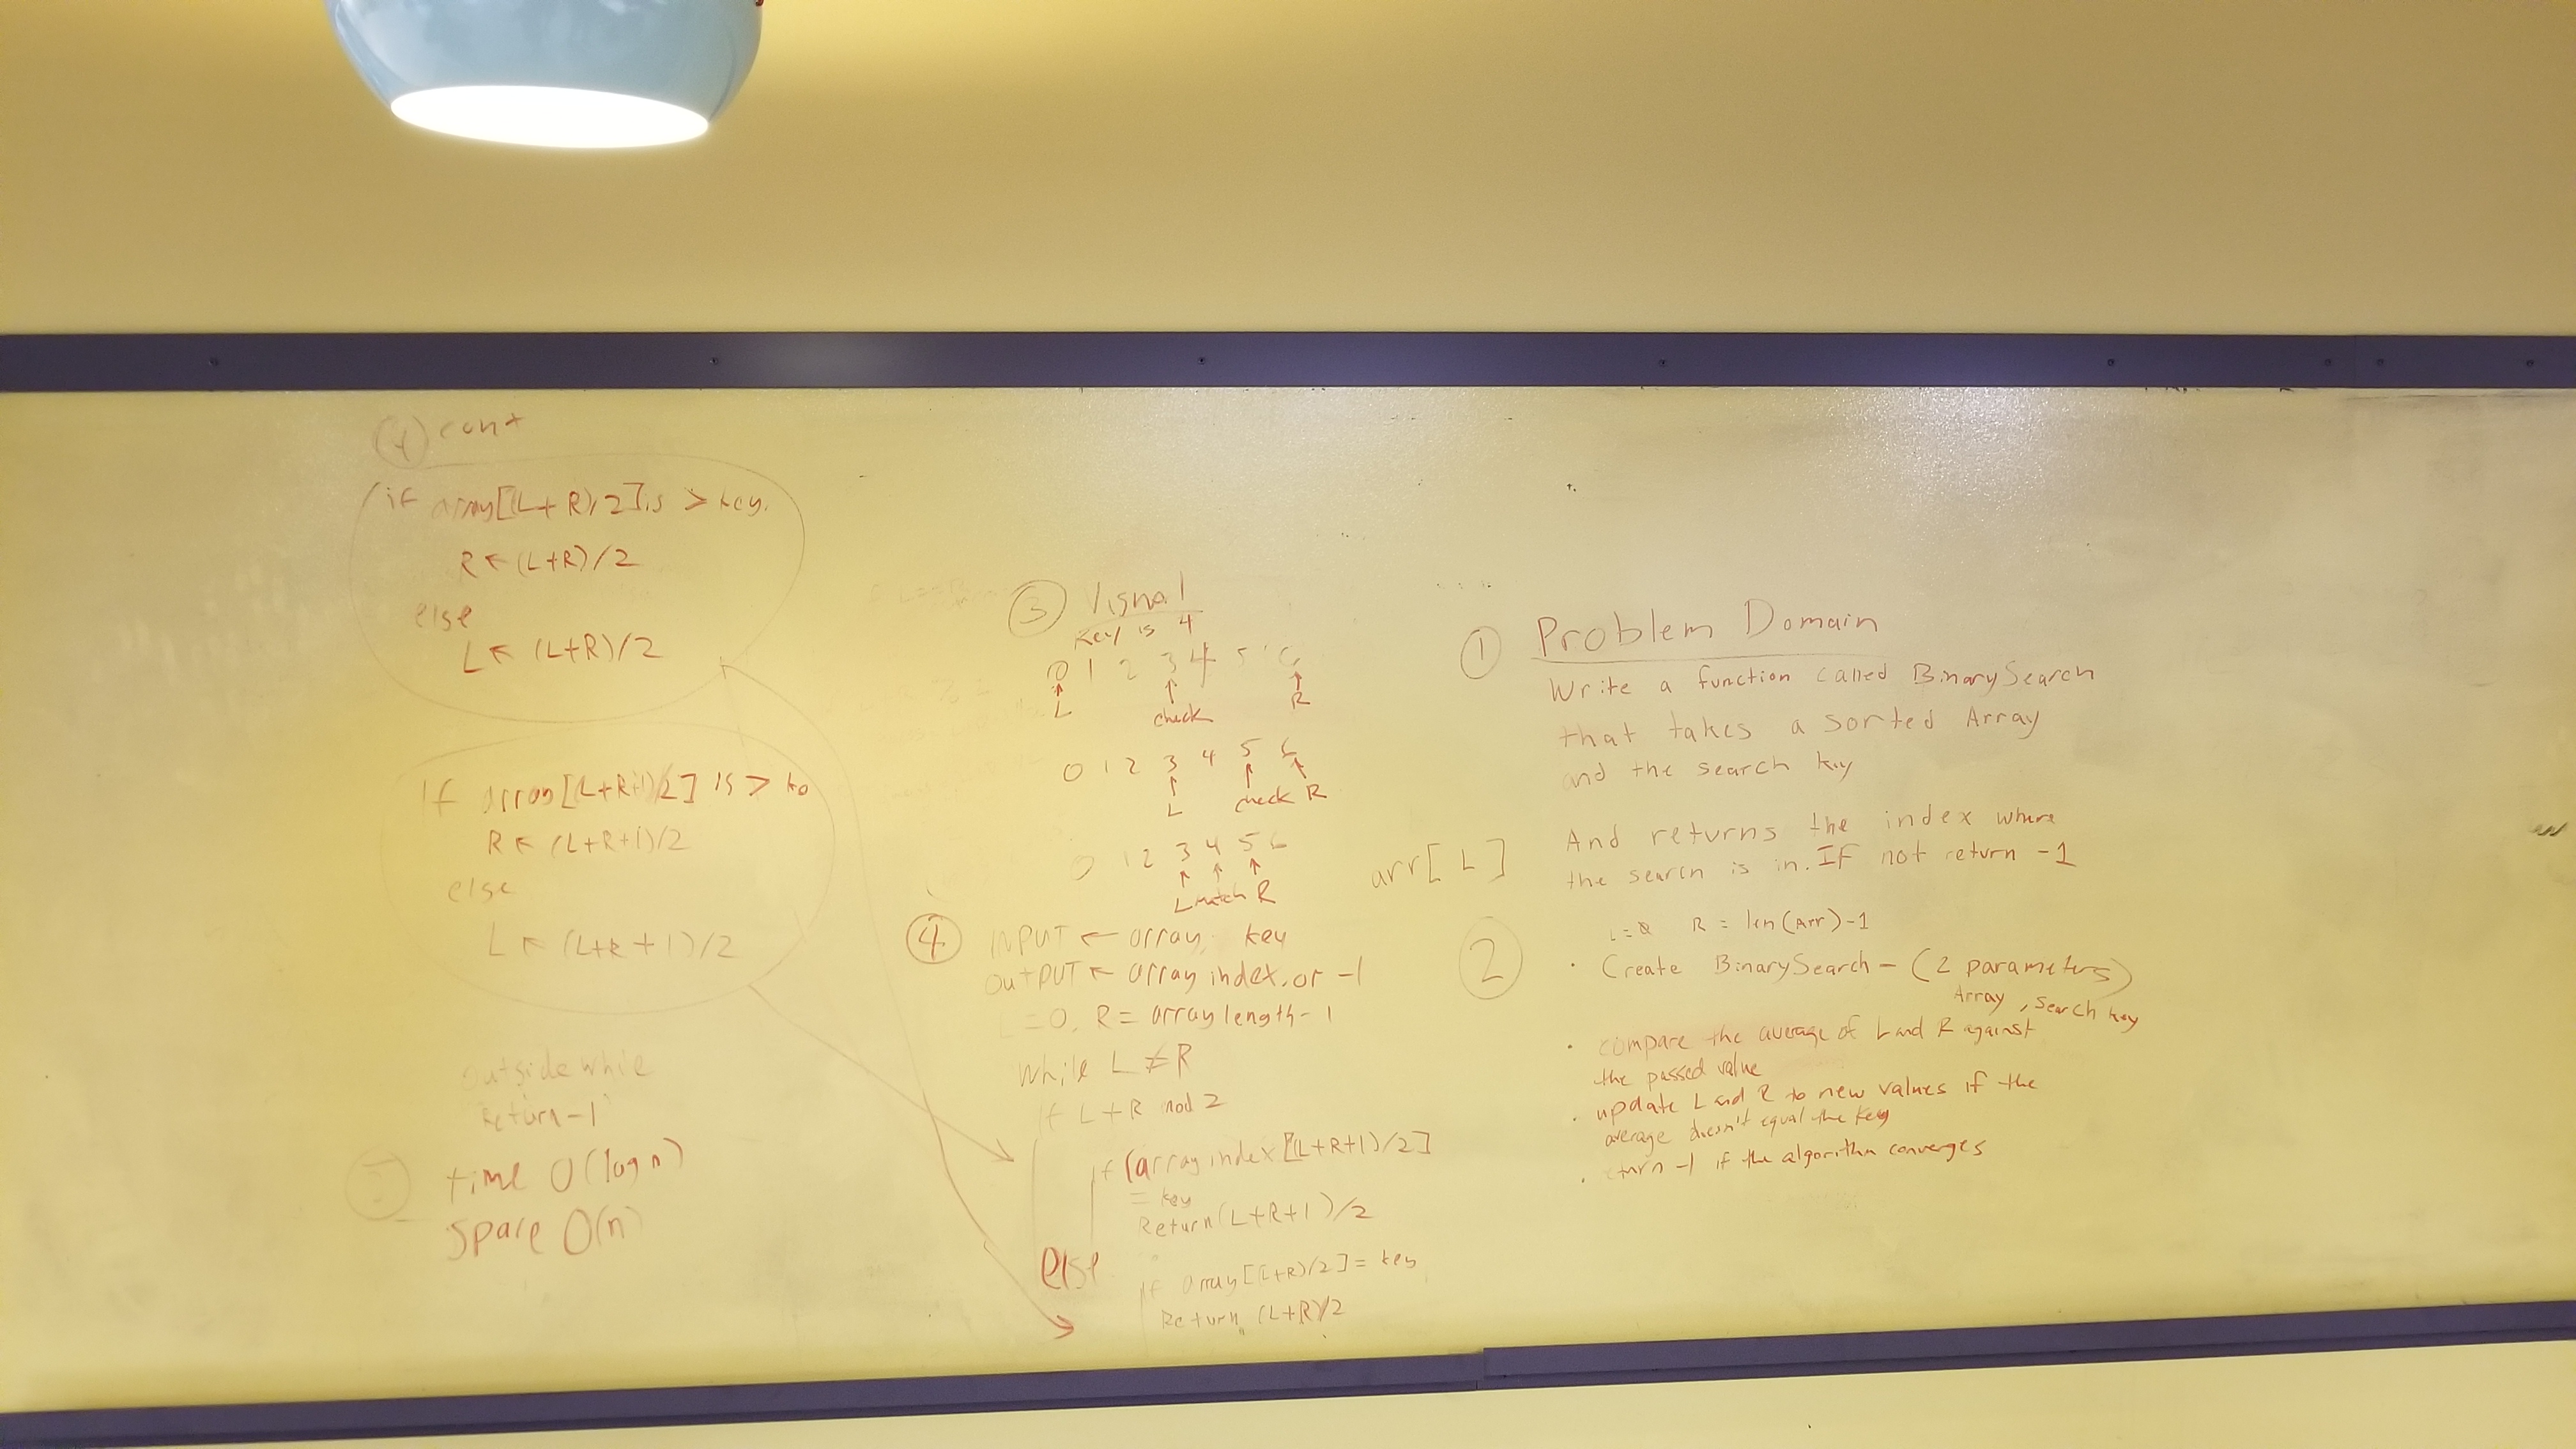 ① Problem Domain
Write a function called BinarySearch
that takes a sorted Array
and the search key
And returns the index where
the search is in. IF not return -1
L=0 R = len(Arr)-1
2
· Create BinarySearch - (2 parameters)
Array, Search key
· compare the average of L and R against
the passed value
· update L and R to new values if the
average doesn't equal the key
· turn -1 if the algorithm converges
arr[L]
③ Visual
Key is 4
0 1 2 3 4 5 6
L check R
0 1 2 3 4 5 6
L check R
0 1 2 3 4 5 6
L match R
④ INPUT ← array, key
OutPUT ← array index, or -1
L=0, R = array length-1
While L ≠ R
if L+R mod 2
if (array index [(L+R+1)/2]
= key
Return (L+R+1)/2
else
if array[(L+R)/2] = key
Return (L+R)/2
④ cont
if array[(L+R)/2] is > key.
R ← (L+R)/2
else
L ← (L+R)/2
If array[(L+R+1)/2] is >
R ← (L+R+1)/2
else
L ← (L+R+1)/2
outside while
Return -1
time O(log n)
Space O(n)